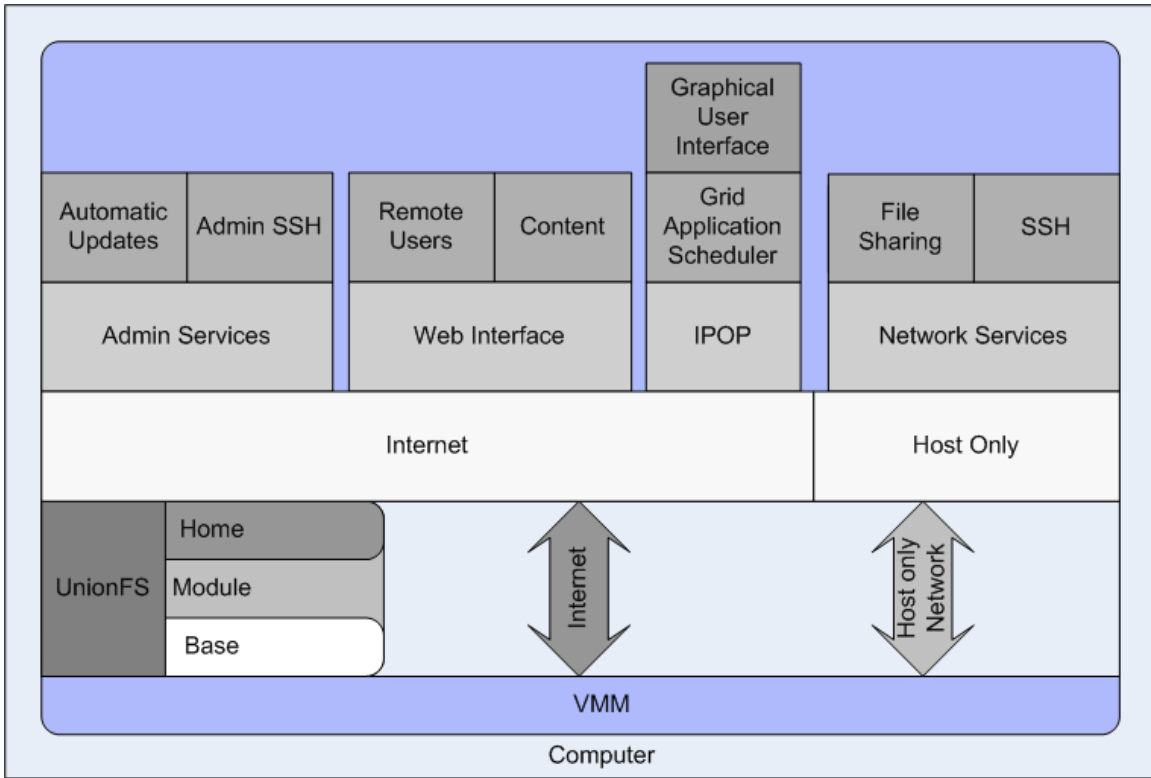 Graphical
User
Interface
Automatic
Updates
Admin SSH
Remote
Users
Content
Grid
Application
Scheduler
File
Sharing
SSH
Admin Services
Web Interface
IPOP
Network Services
Internet
Host Only
UnionFS
Home
Module
Base
Internet
Host only
Network
VMM
Computer